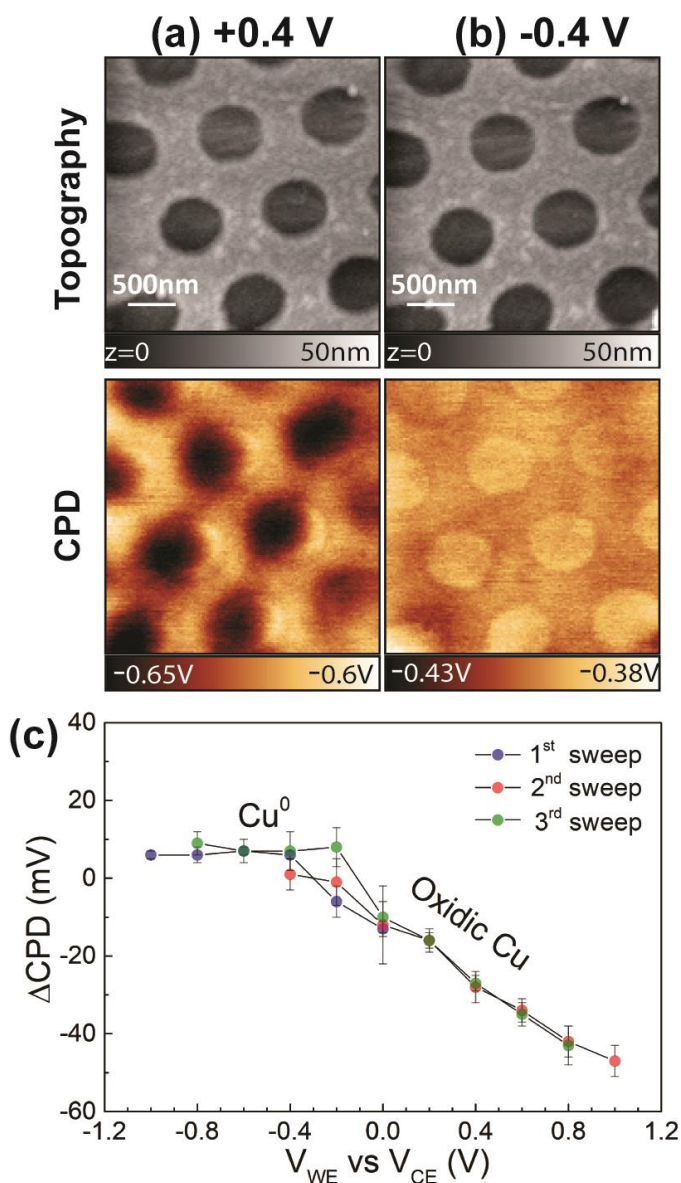 (a) +0.4 V
(b) -0.4 V
Topography
500nm
500nm
z=0 50nm
z=0 50nm
CPD
−0.65V −0.6V
−0.43V −0.38V
(c)
40
20
0
-20
-40
-60
ΔCPD (mV)
1st sweep
2nd sweep
3rd sweep
Cu0
Oxidic Cu
-1.2 -0.8 -0.4 0.0 0.4 0.8 1.2
VWE vs VCE (V)